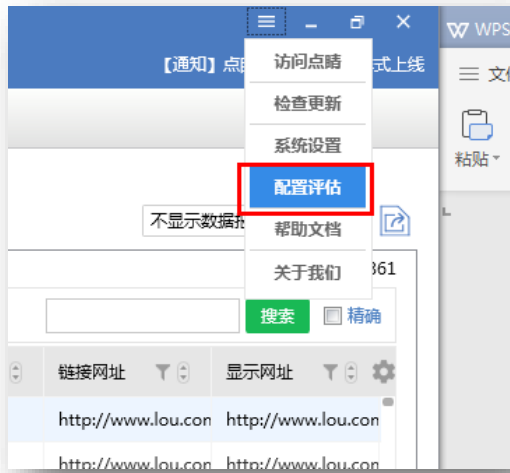 WPS
【通知】点
式上线
访问点睛
检查更新
系统设置
配置评估
帮助文档
关于我们
粘贴
不显示数据
361
搜索
精确
链接网址
显示网址
http://www.lou.con
http://www.lou.con
http://www.lou.con
http://www.lou.con